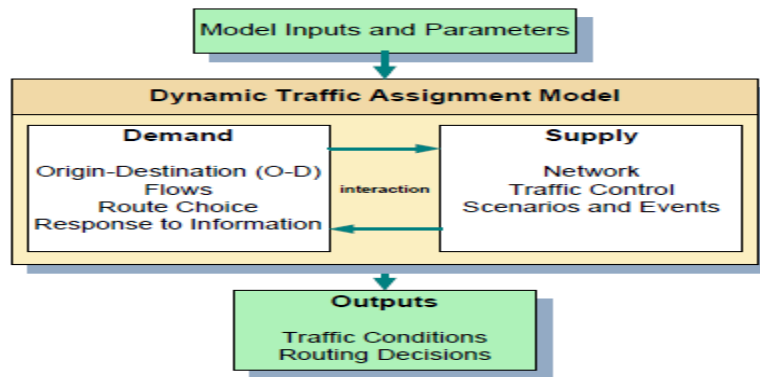 Model Inputs and Parameters
Dynamic Traffic Assignment Model
Demand
Origin-Destination (O-D)
Flows
Route Choice
Response to Information
interaction
Supply
Network
Traffic Control
Scenarios and Events
Outputs
Traffic Conditions
Routing Decisions